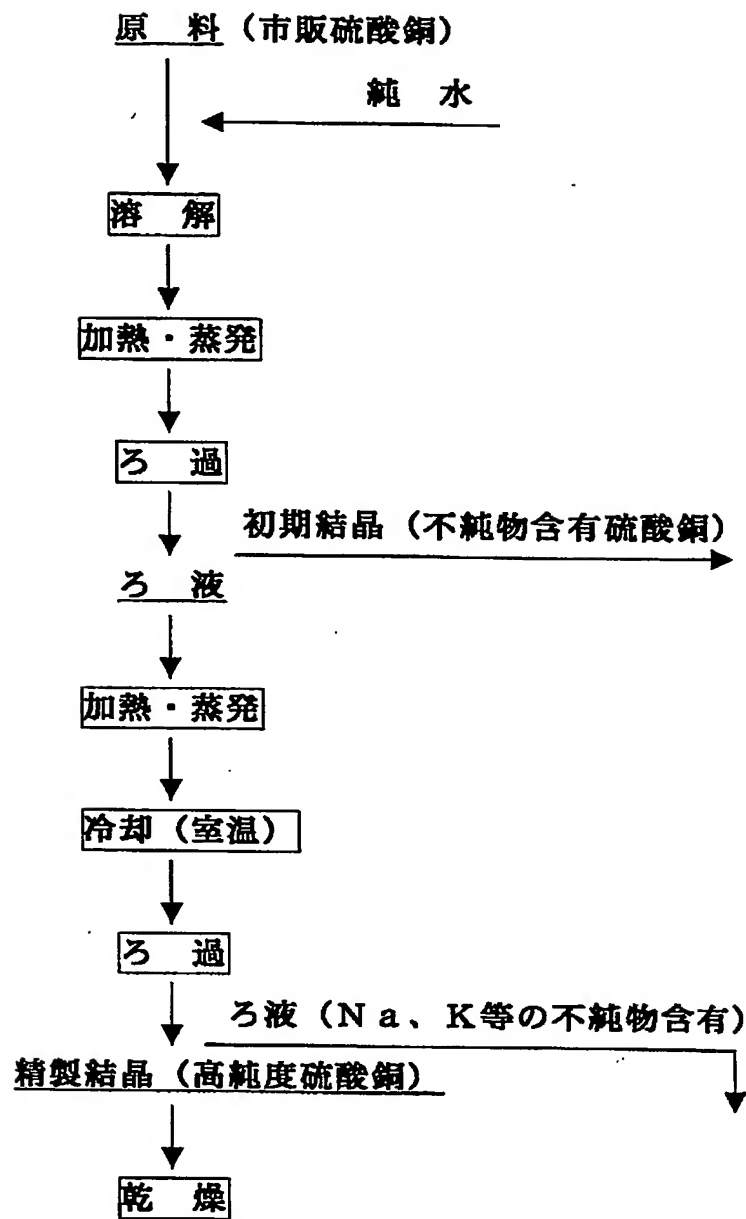 原 料（市販硫酸銅）
純 水
溶 解
加熱・蒸発
ろ 過
初期結晶（不純物含有硫酸銅）
ろ 液
加熱・蒸発
冷却（室温）
ろ 過
ろ液（Ｎａ、Ｋ等の不純物含有）
精製結晶（高純度硫酸銅）
乾 燥